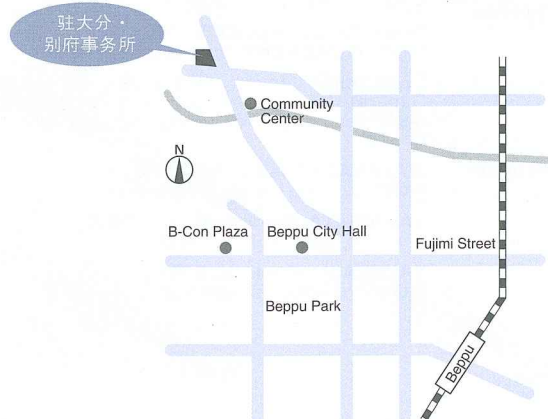 驻大分・
别府事务所
Community
Center
N
B-Con Plaza
Beppu City Hall
Fujimi Street
Beppu Park
Beppu